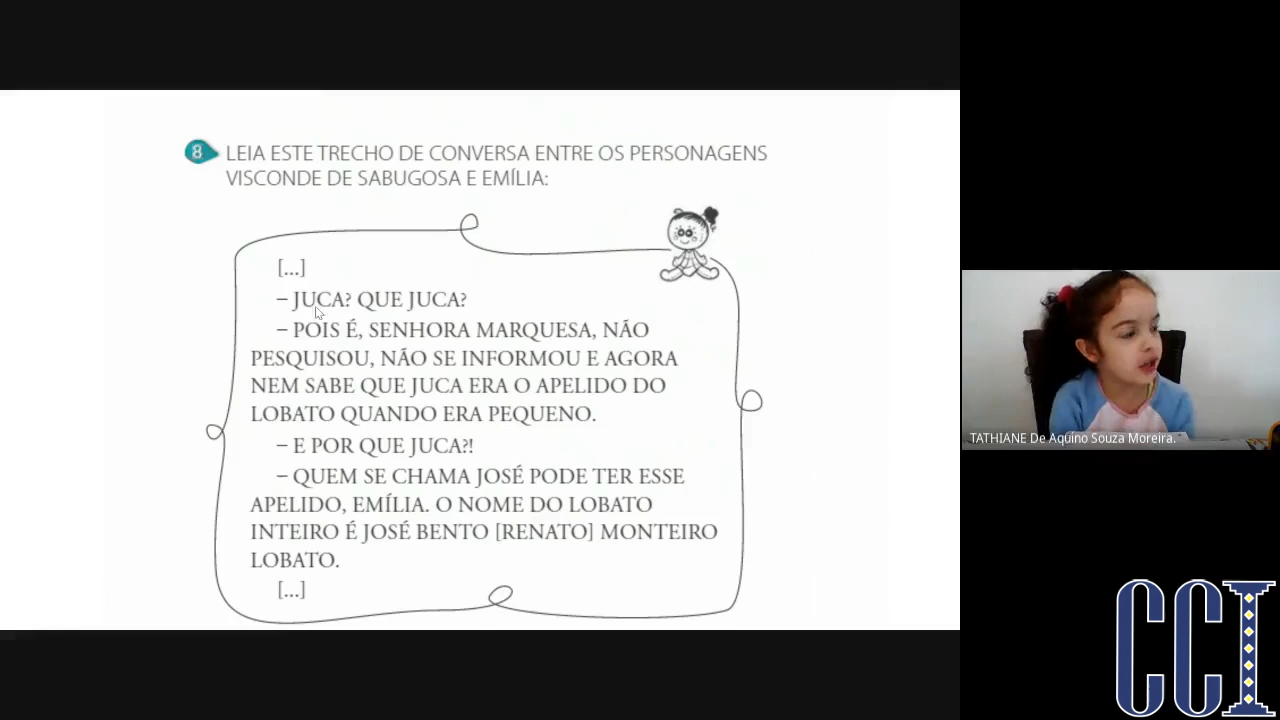 8 LEIA ESTE TRECHO DE CONVERSA ENTRE OS PERSONAGENS
VISCONDE DE SABUGOSA E EMÍLIA:
[...]
– JUCA? QUE JUCA?
– POIS É, SENHORA MARQUESA, NÃO
PESQUISOU, NÃO SE INFORMOU E AGORA
NEM SABE QUE JUCA ERA O APELIDO DO
LOBATO QUANDO ERA PEQUENO.
– E POR QUE JUCA?!
– QUEM SE CHAMA JOSÉ PODE TER ESSE
APELIDO, EMÍLIA. O NOME DO LOBATO
INTEIRO É JOSÉ BENTO [RENATO] MONTEIRO
LOBATO.
[...]
TATHIANE De Aquino Souza Moreira.
CCI